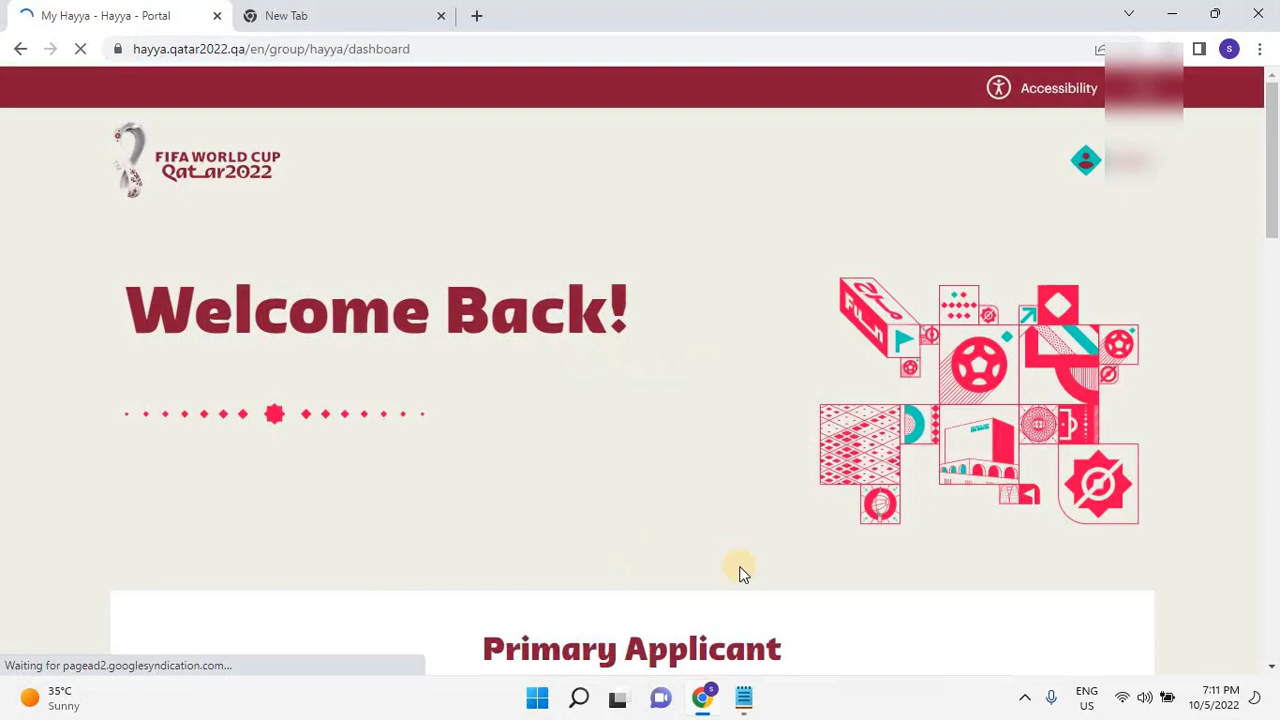 My Hayya - Hayya - Portal
New Tab
hayya.qatar2022.qa/en/group/hayya/dashboard
S
Accessibility
FIFA WORLD CUP
Qatar2022
Welcome Back!
Primary Applicant
Waiting for pagead2.googlesyndication.com...
35°C
Sunny
S
ENG
US
7:11 PM
10/5/2022